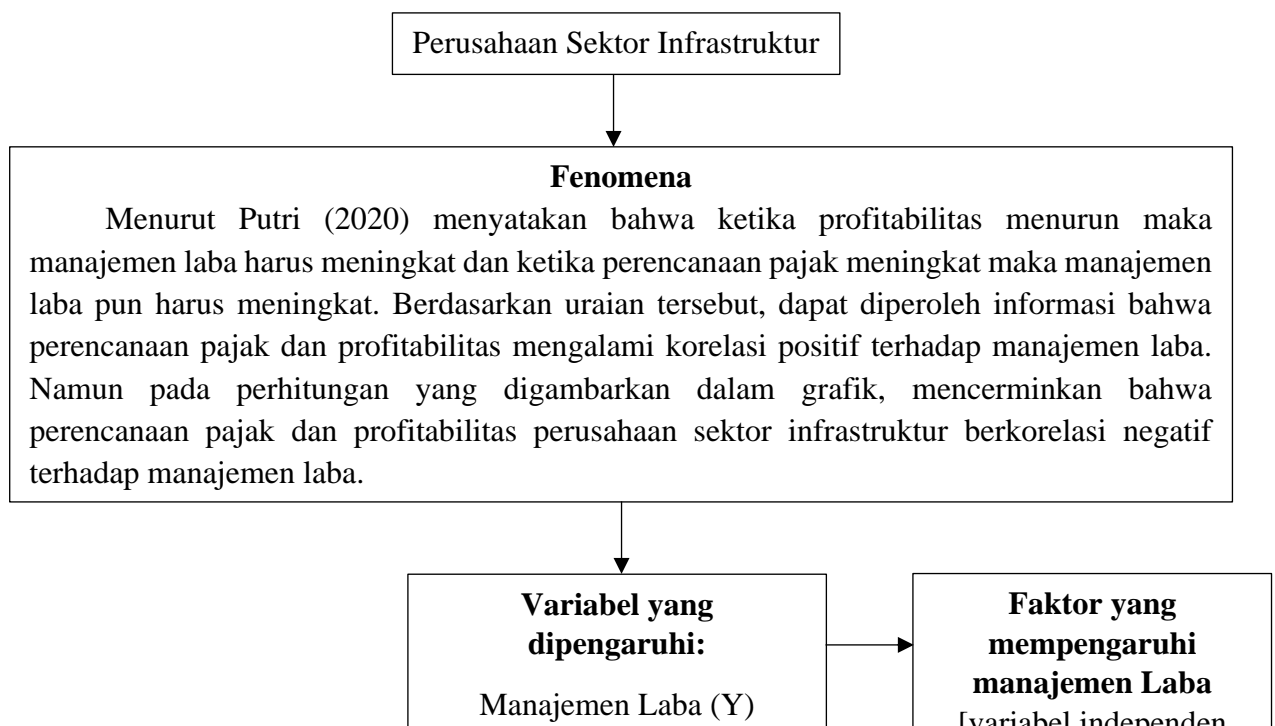 Perusahaan Sektor Infrastruktur
Fenomena
Menurut Putri (2020) menyatakan bahwa ketika profitabilitas menurun maka
manajemen laba harus meningkat dan ketika perencanaan pajak meningkat maka manajemen
laba pun harus meningkat. Berdasarkan uraian tersebut, dapat diperoleh informasi bahwa
perencanaan pajak dan profitabilitas mengalami korelasi positif terhadap manajemen laba.
Namun pada perhitungan yang digambarkan dalam grafik, mencerminkan bahwa
perencanaan pajak dan profitabilitas perusahaan sektor infrastruktur berkorelasi negatif
terhadap manajemen laba.
Variabel yang
dipengaruhi:
Manajemen Laba (Y)
Faktor yang
mempengaruhi
manajemen Laba
[variabel independen